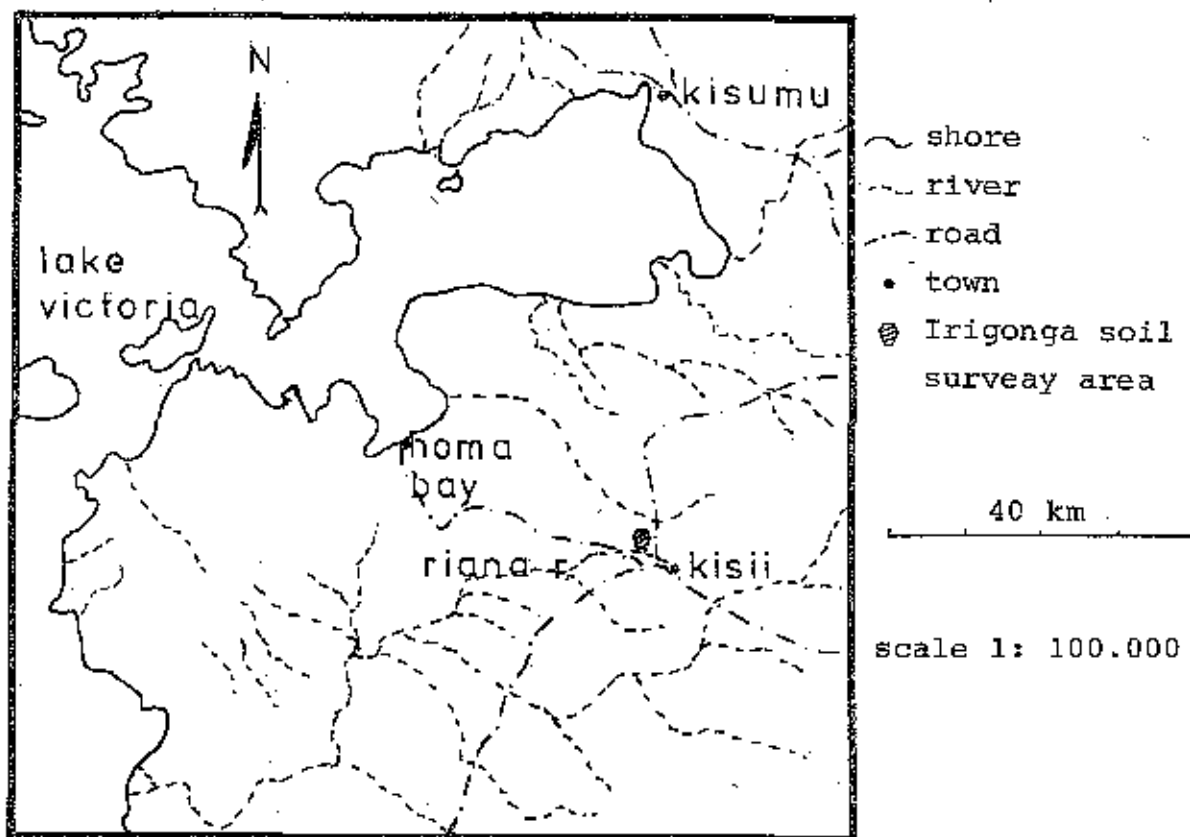 N
kisumu
lake
victoria
homa
bay
riana r.
kisii
shore
river
road
town
Irigonga soil
surveay area
40 km
scale 1: 100.000